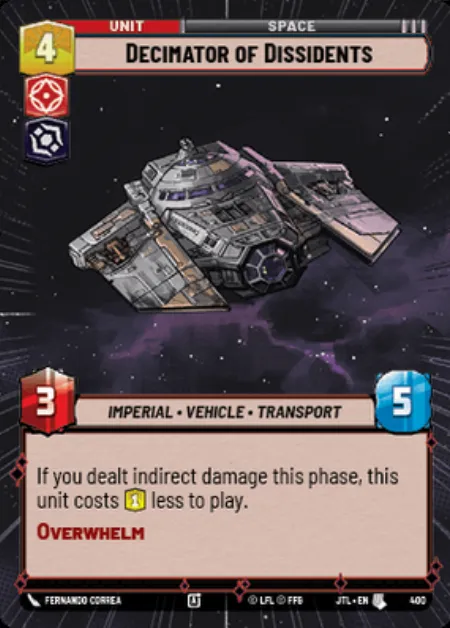 UNIT
SPACE
4
DECIMATOR OF DISSIDENTS
3
IMPERIAL • VEHICLE • TRANSPORT
5
If you dealt indirect damage this phase, this
unit costs 1 less to play.
OVERWHELM
FERNANDO CORREA
© LFL © FFG
JTL • EN
400